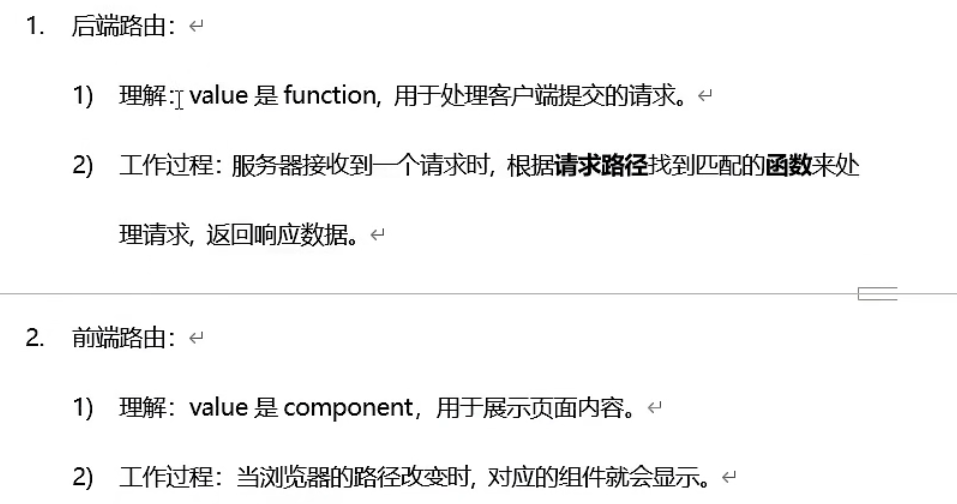 1. 后端路由：
1) 理解：value 是 function, 用于处理客户端提交的请求。
2) 工作过程：服务器接收到一个请求时, 根据请求路径找到匹配的函数来处
理请求, 返回响应数据。
2. 前端路由：
1) 理解：value 是 component，用于展示页面内容。
2) 工作过程：当浏览器的路径改变时, 对应的组件就会显示。